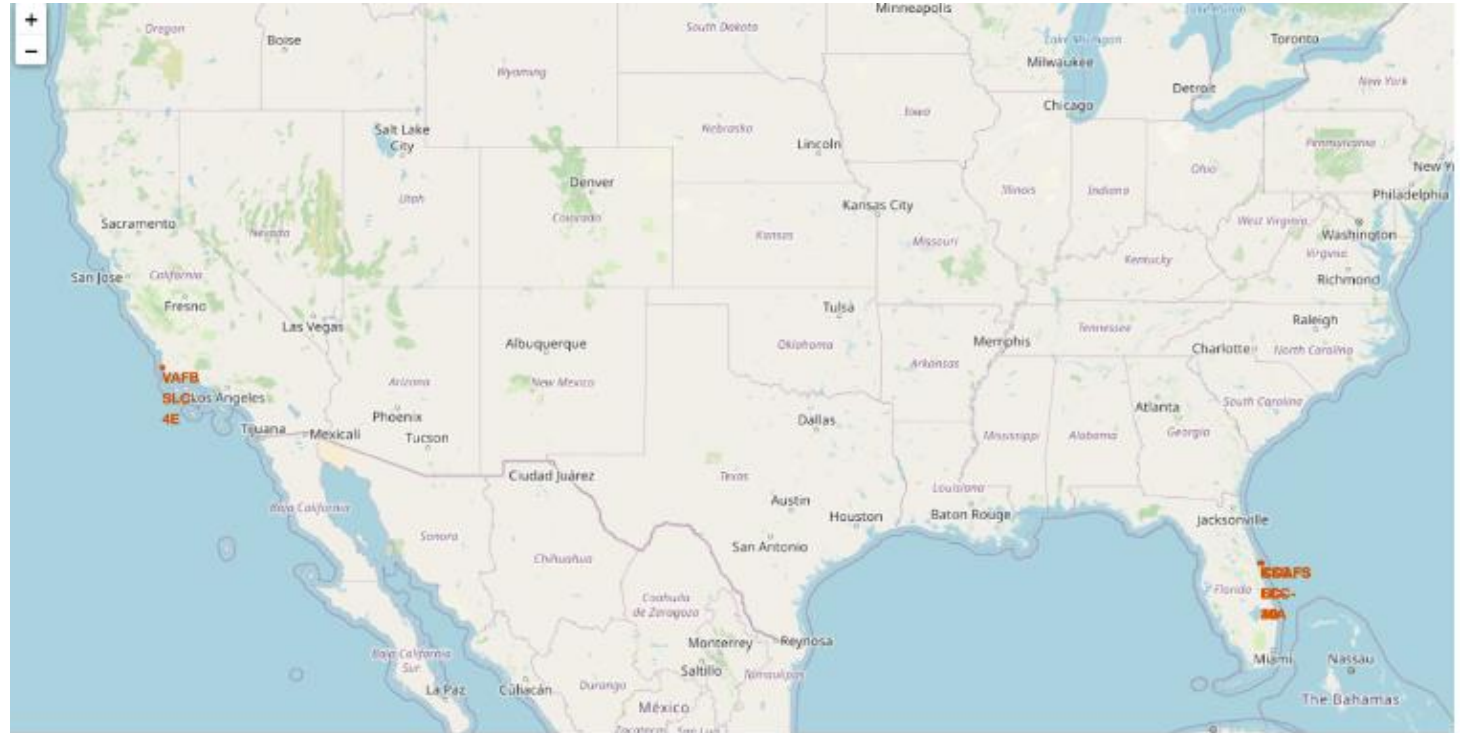 +
−
Minneapolis
Oregon
Boise
South Dakota
Toronto
Lake Michigan
Milwaukee
Wyoming
New York
Detroit
Chicago
Iowa
Salt Lake
City
Nebraska
Lincoln
Pennsylvania
New Y
Denver
Ohio
Illinois
Indiana
Utah
Philadelphia
Kansas City
Colorado
Sacramento
West Virginia
Nevada
Kansas
Missouri
Washington
Virginia
Kentucky
San Jose
California
Richmond
Fresno
Tulsa
Las Vegas
Raleigh
Tennessee
Albuquerque
Oklahoma
Memphis
Charlotte
North Carolina
Arkansas
VAFB
SLC-
4E
Los Angeles
Arizona
New Mexico
South Carolina
Atlanta
Phoenix
Dallas
Tijuana
Mexicali
Tucson
Mississippi
Alabama
Georgia
Ciudad Juárez
Texas
Louisiana
Austin
Baja California
Houston
Baton Rouge
Jacksonville
Sonora
San Antonio
Chihuahua
Florida
Coahuila
de Zaragoza
Monterrey
Reynosa
Baja California
Sur
Miami
Nassau
Saltillo
Tamaulipas
La Paz
Culiacán
Durango
The Bahamas
México
Zacatecas
San Luis